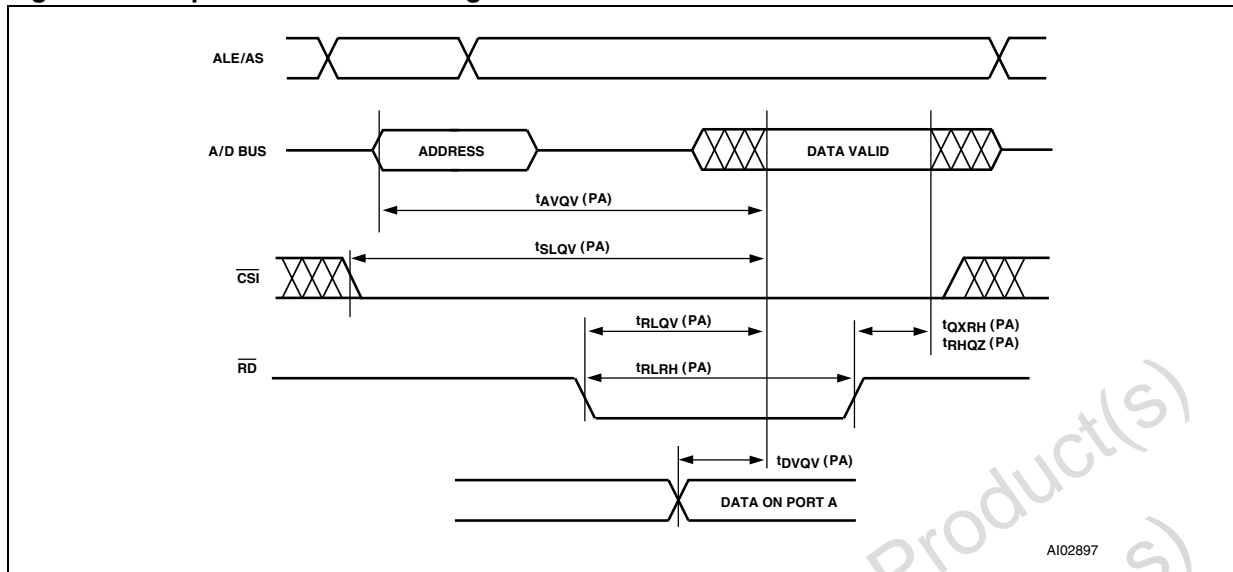 ALE/AS
A/D BUS
ADDRESS
DATA VALID
tAVQV (PA)
tSLQV (PA)
CSI
tRLQV (PA)
tQXRH (PA)
tRHQZ (PA)
RD
tRLRH (PA)
tDVQV (PA)
DATA ON PORT A
AI02897
Product(s)